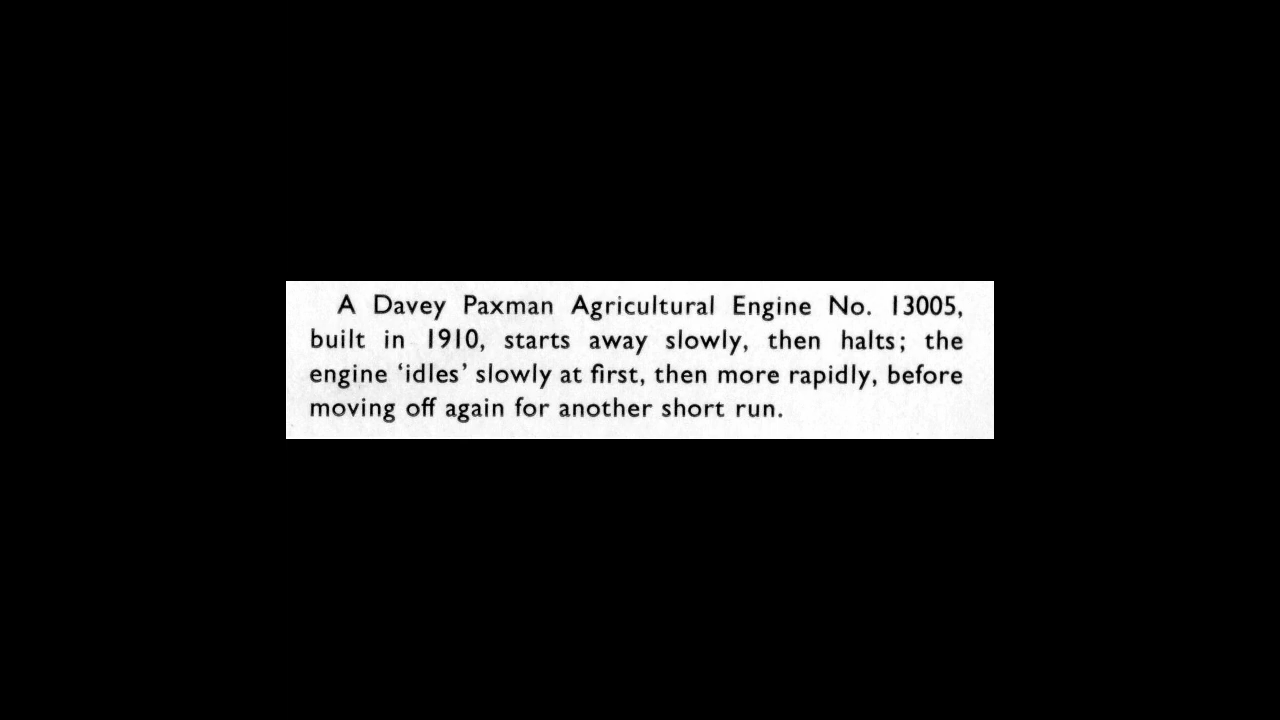 A Davey Paxman Agricultural Engine No. 13005,
built in 1910, starts away slowly, then halts; the
engine ‘idles’ slowly at first, then more rapidly, before
moving off again for another short run.